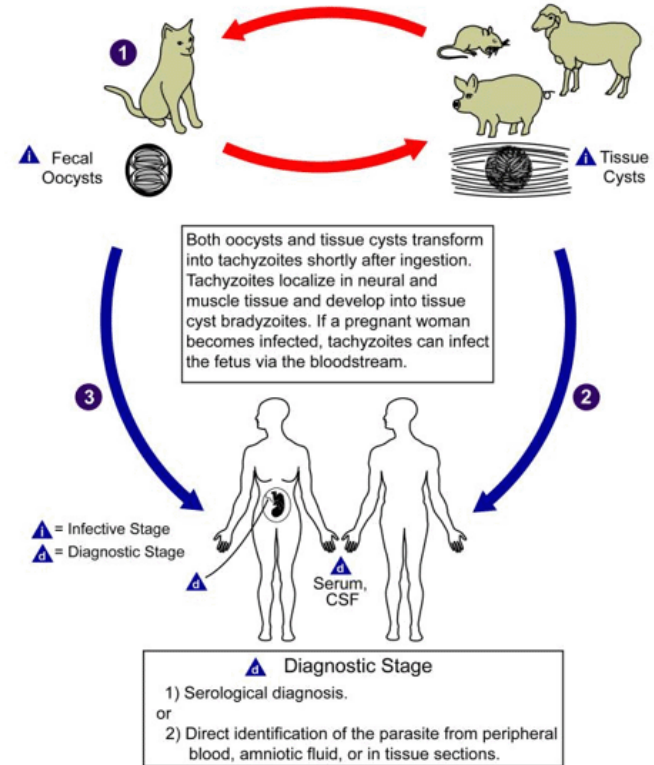 1
i Fecal
Oocysts
i Tissue
Cysts
Both oocysts and tissue cysts transform
into tachyzoites shortly after ingestion.
Tachyzoites localize in neural and
muscle tissue and develop into tissue
cyst bradyzoites. If a pregnant woman
becomes infected, tachyzoites can infect
the fetus via the bloodstream.
3
2
i = Infective Stage
d = Diagnostic Stage
d
d
Serum,
CSF
d Diagnostic Stage
1) Serological diagnosis.
or
2) Direct identification of the parasite from peripheral
blood, amniotic fluid, or in tissue sections.